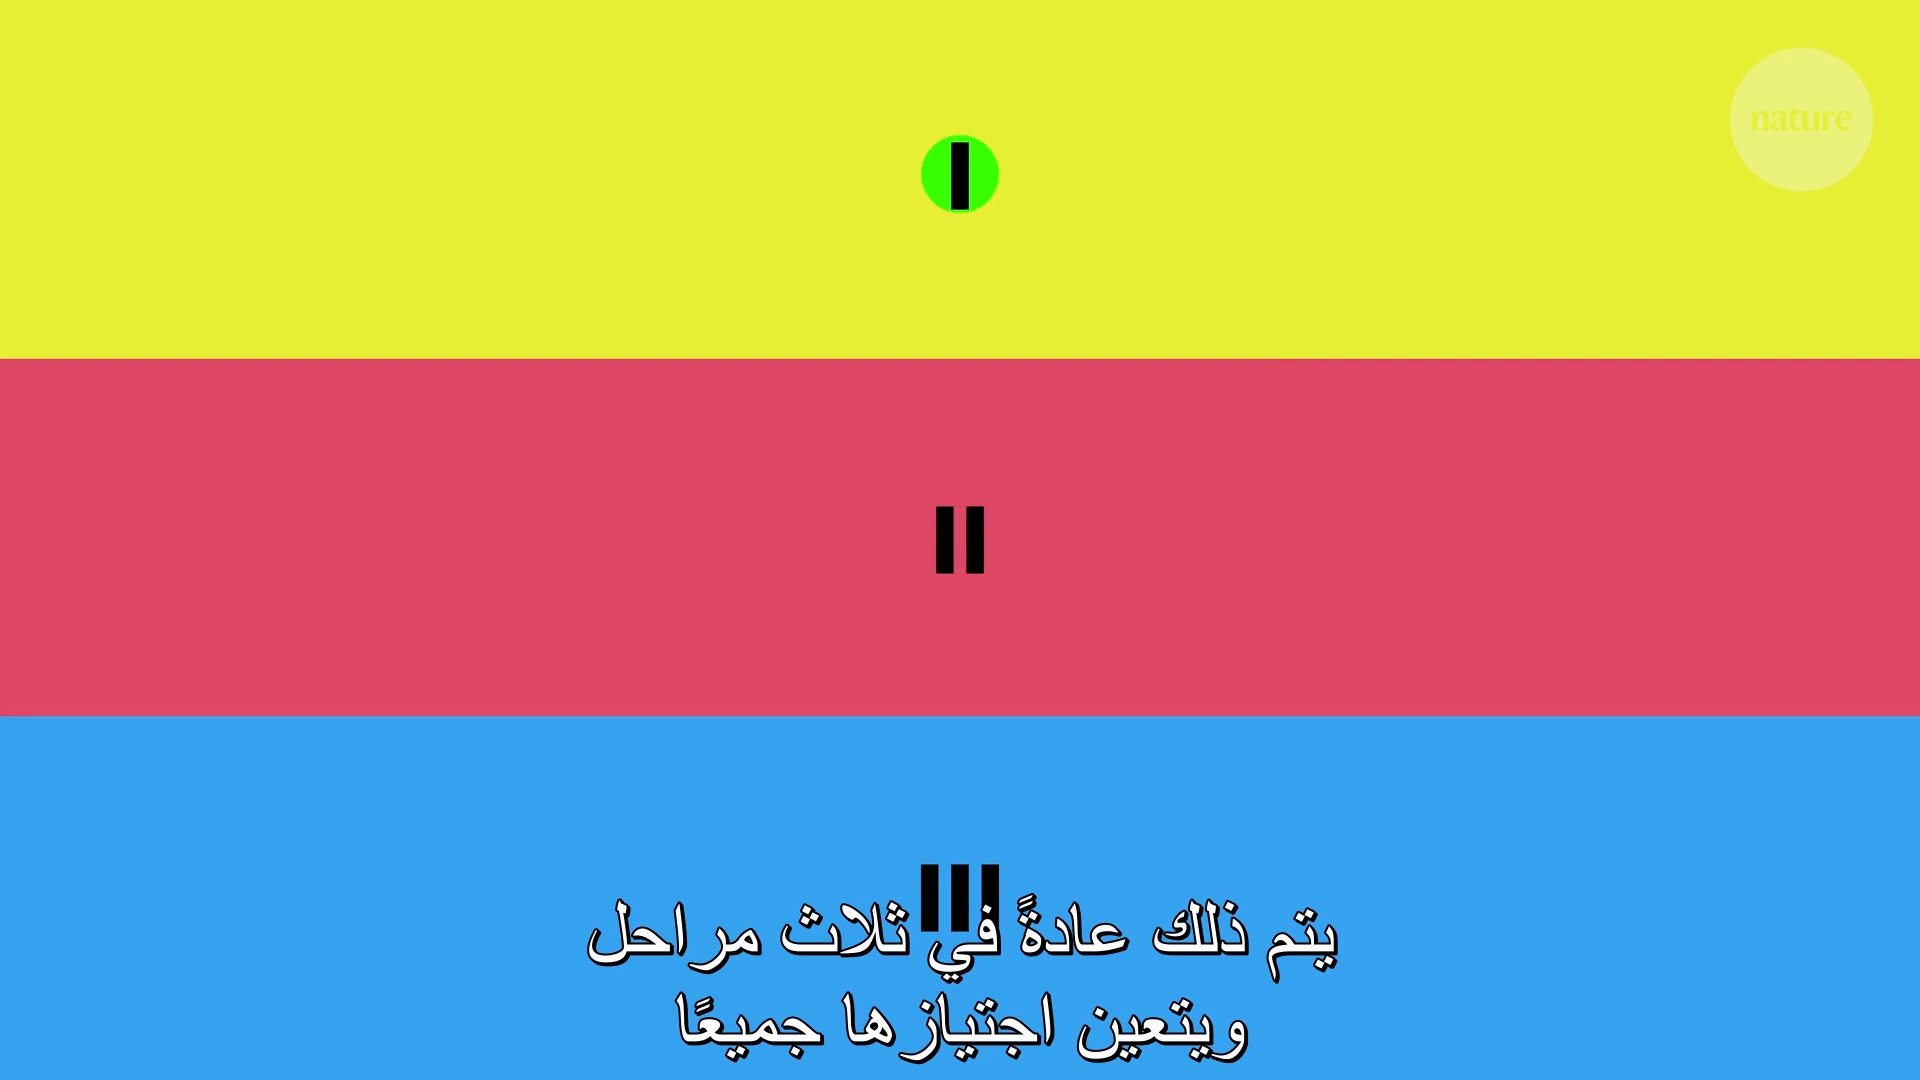 nature
I
II
III
يتم ذلك عادةً في ثلاث مراحل
ويتعين اجتيازها جميعًا